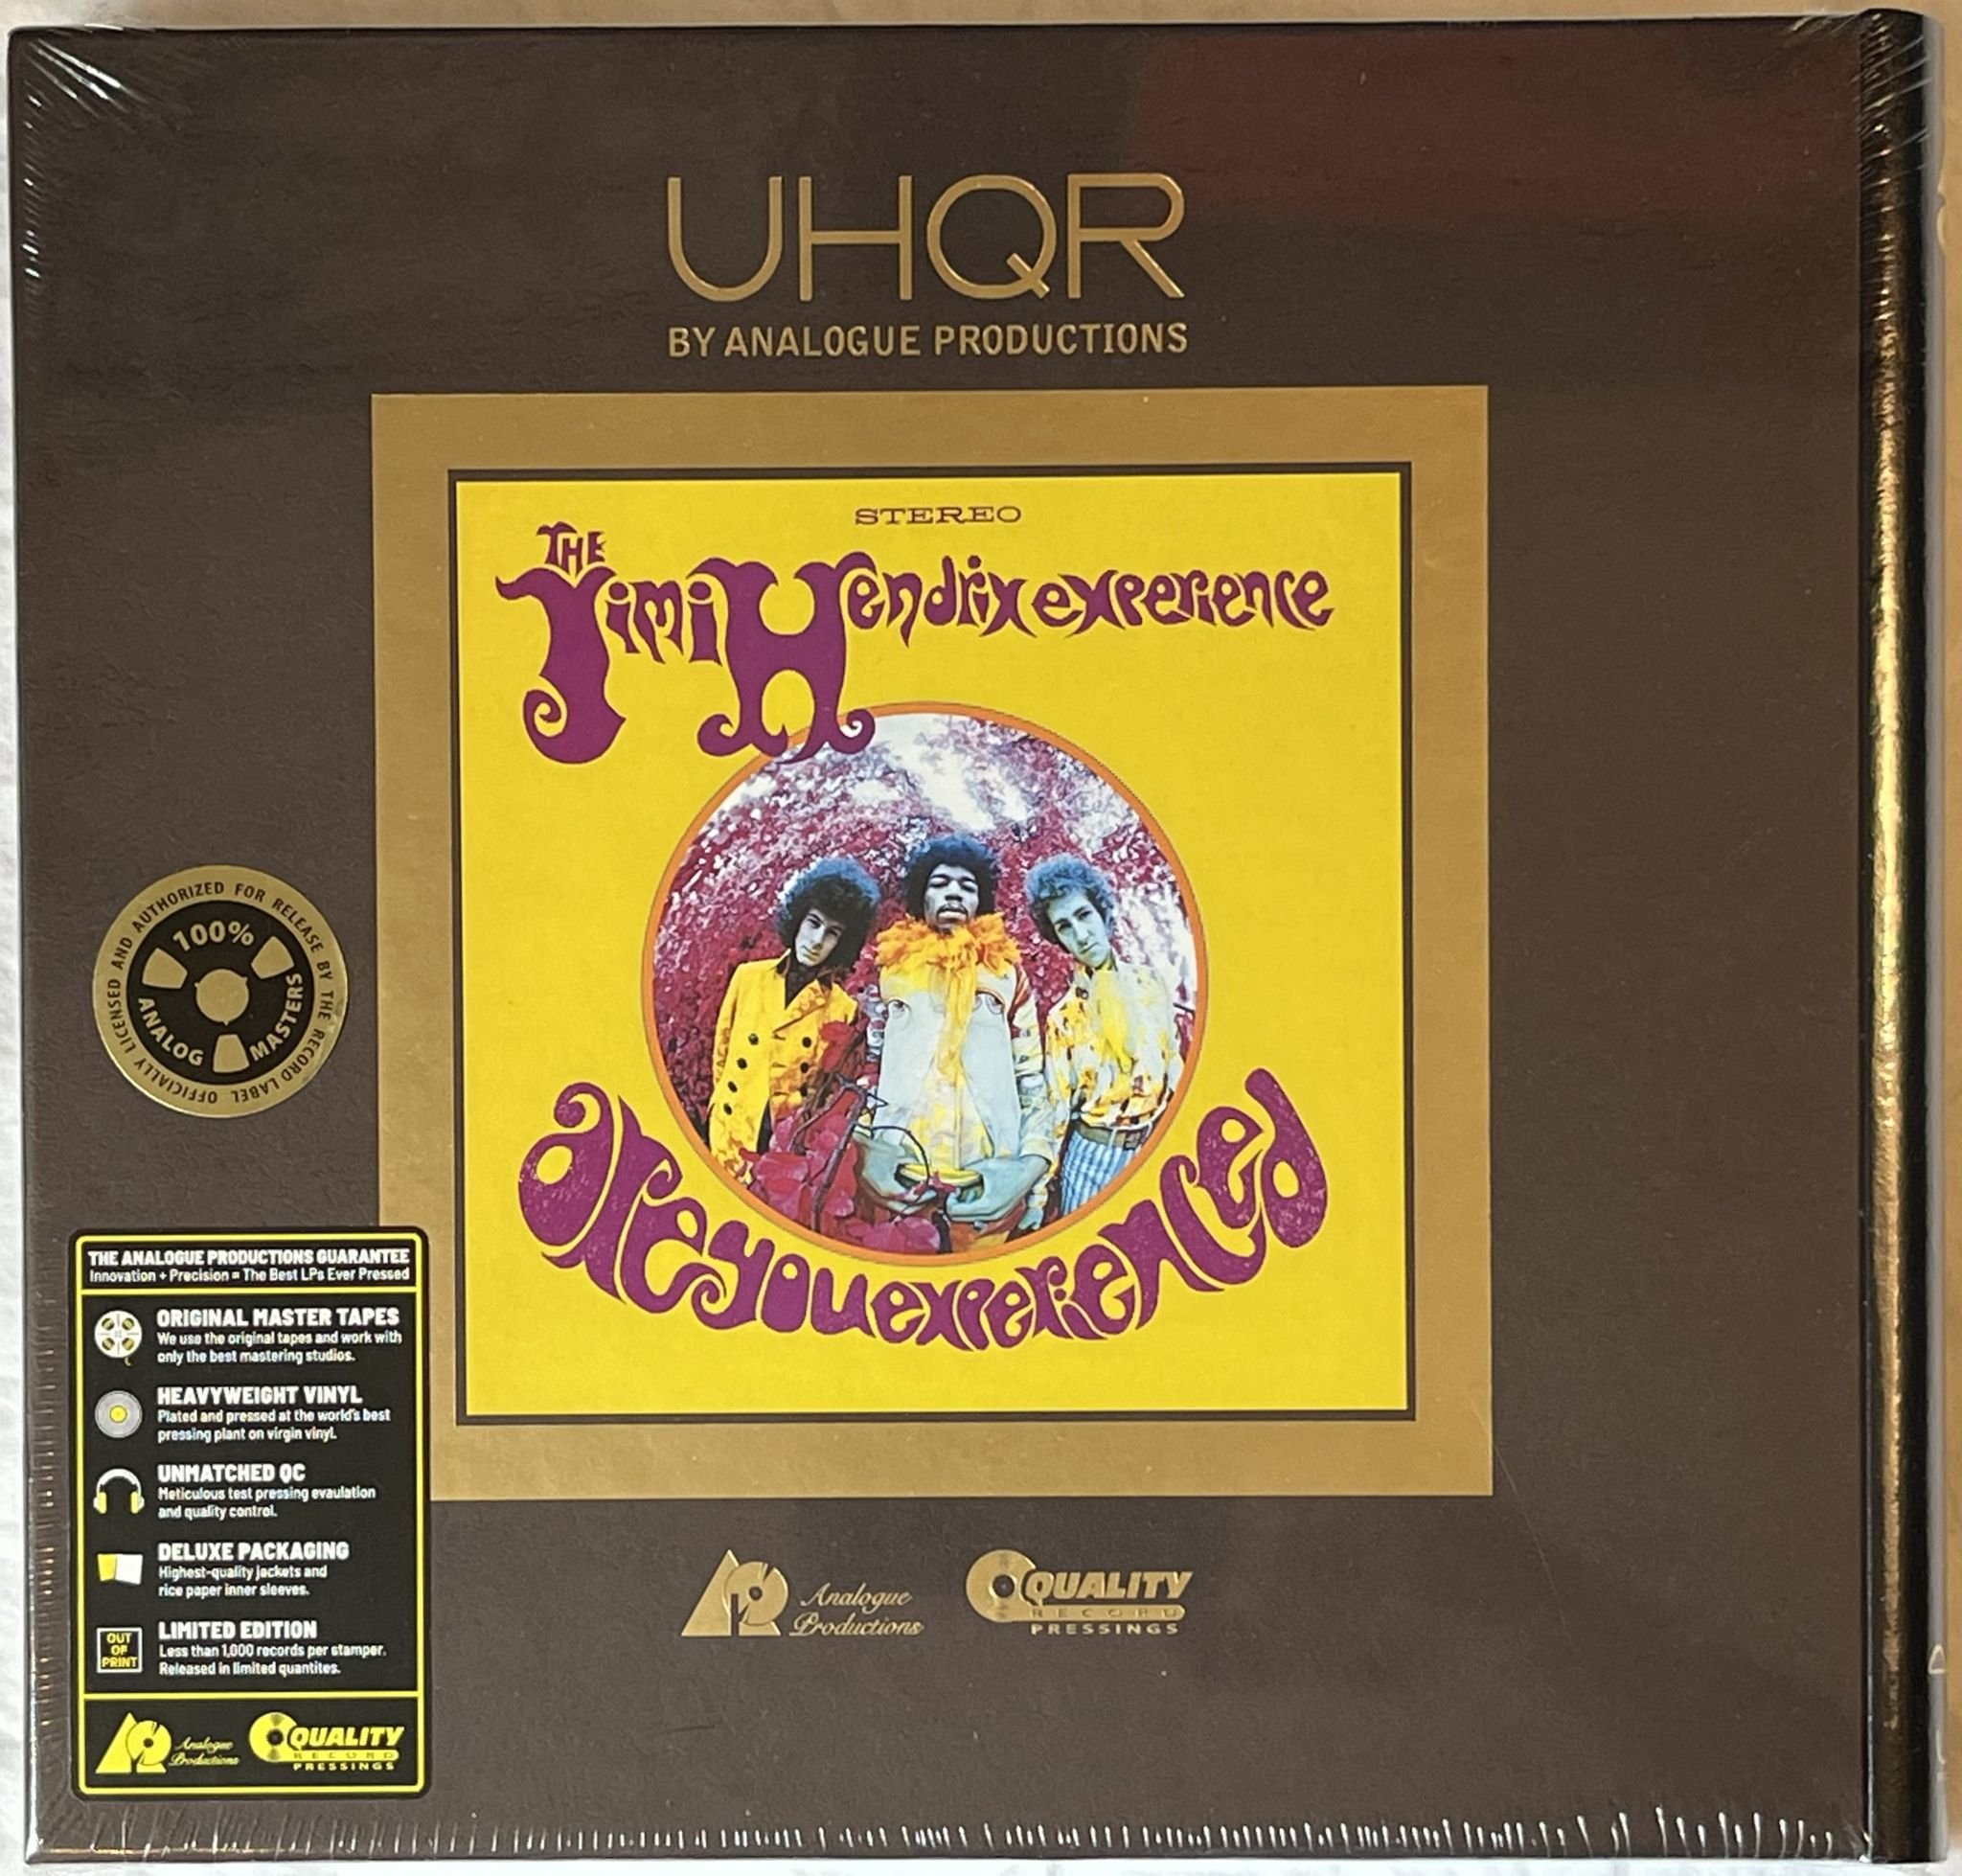 UHQR
BY ANALOGUE PRODUCTIONS
STEREO
THE
Jimi Hendrix experience
are you experienced
OFFICIALLY LICENSED AND AUTHORIZED FOR RELEASE BY THE RECORD LABEL
100%
ANALOG MASTERS
THE ANALOGUE PRODUCTIONS GUARANTEE
Innovation + Precision = The Best LPs Ever Pressed
ORIGINAL MASTER TAPES
We use the original tapes and work with
only the best mastering studios.
HEAVYWEIGHT VINYL
Plated and pressed at the world's best
pressing plant on virgin vinyl.
UNMATCHED QC
Meticulous test pressing evaulation
and quality control.
DELUXE PACKAGING
Highest-quality jackets and
rice paper inner sleeves.
OUT
OF
PRINT
LIMITED EDITION
Less than 1,000 records per stamper.
Released in limited quantites.
Analogue
Productions
QUALITY
RECORD
PRESSINGS
Analogue
Productions
QUALITY
RECORD
PRESSINGS